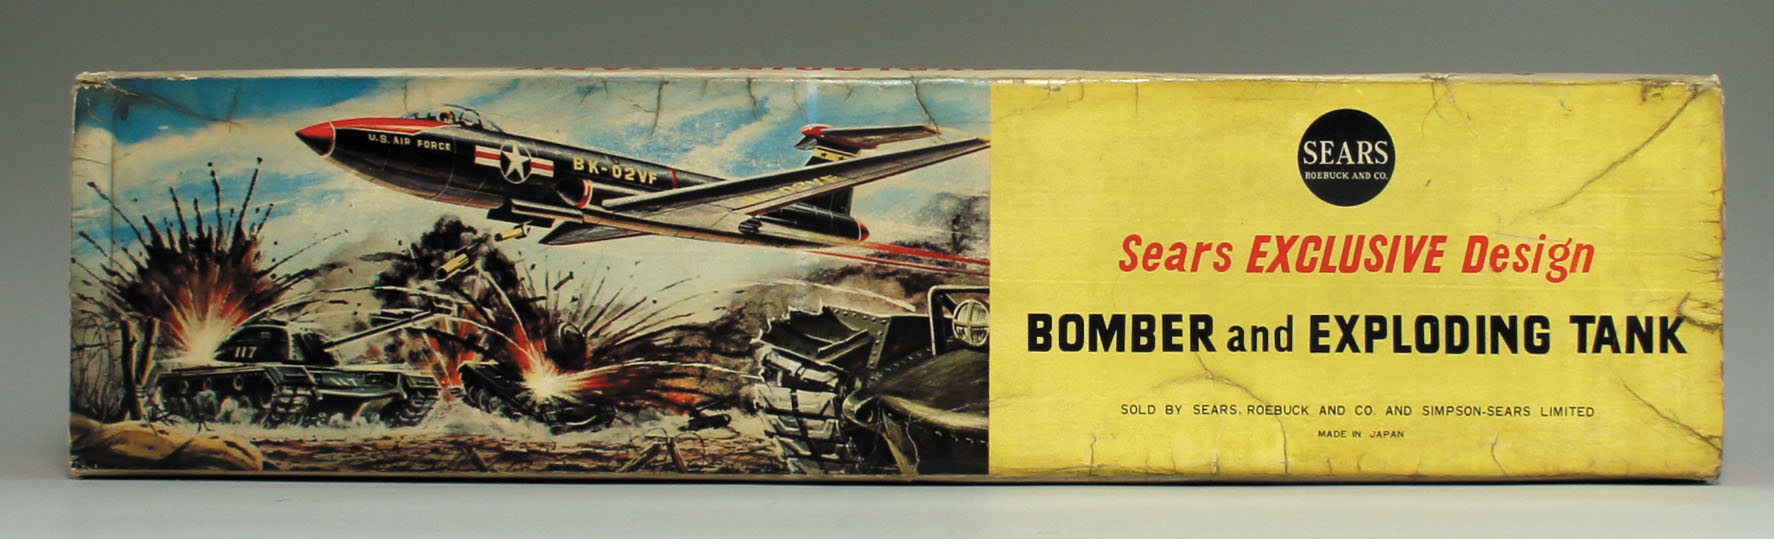 U.S. AIR FORCE
BK-02VF
117
SEARS
ROEBUCK AND CO.
Sears EXCLUSIVE Design
BOMBER and EXPLODING TANK
SOLD BY SEARS, ROEBUCK AND CO. AND SIMPSON-SEARS LIMITED
MADE IN JAPAN